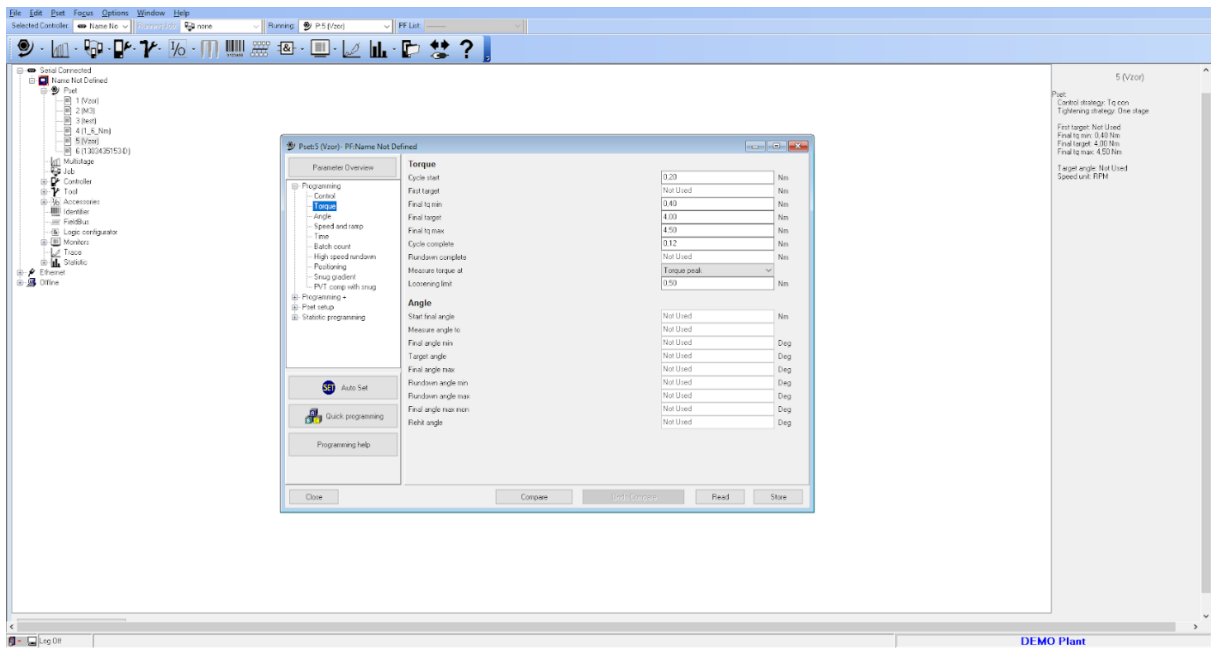 File Edit Pset Focus Options Window Help
Selected Controller: Name No none Running: P:5 (Vzor) PF List: --------
Serial Connected
Name Not Defined
Pset
1 (Vzor)
2 (M3)
3 (test)
4 (1_6_Nm)
5 (Vzor)
6 (1303435153-D)
Multistage
Job
Controller
Tool
Accessories
Identifier
FieldBus
Logic configurator
Monitors
Trace
Statistic
Ethernet
Offline
Pset:5 (Vzor)- PF:Name Not Defined
Parameter Overview
Programming
Control
Torque
Angle
Speed and ramp
Time
Batch count
High speed rundown
Positioning
Snug gradient
PVT comp with snug
Programming +
Pset setup
Statistic programming
SET Auto Set
Quick programming
Programming help
Torque
Cycle start 0.20 Nm
First target Not Used Nm
Final tq min 0.40 Nm
Final target 4.00 Nm
Final tq max 4.50 Nm
Cycle complete 0.12 Nm
Rundown complete Not Used Nm
Measure torque at Torque peak
Loosening limit 0.50 Nm
Angle
Start final angle Not Used Nm
Measure angle to Not Used
Final angle min Not Used Deg
Target angle Not Used Deg
Final angle max Not Used Deg
Rundown angle min Not Used Deg
Rundown angle max Not Used Deg
Final angle max mon Not Used Deg
Rehit angle Not Used Deg
Close Compare Undo Compare Read Store
5 (Vzor)
Pset:
Control strategy: Tq con
Tightening strategy: One stage
First target: Not Used
Final tq min: 0,40 Nm
Final target: 4,00 Nm
Final tq max: 4,50 Nm
Target angle: Not Used
Speed unit: RPM
Log Off
DEMO Plant